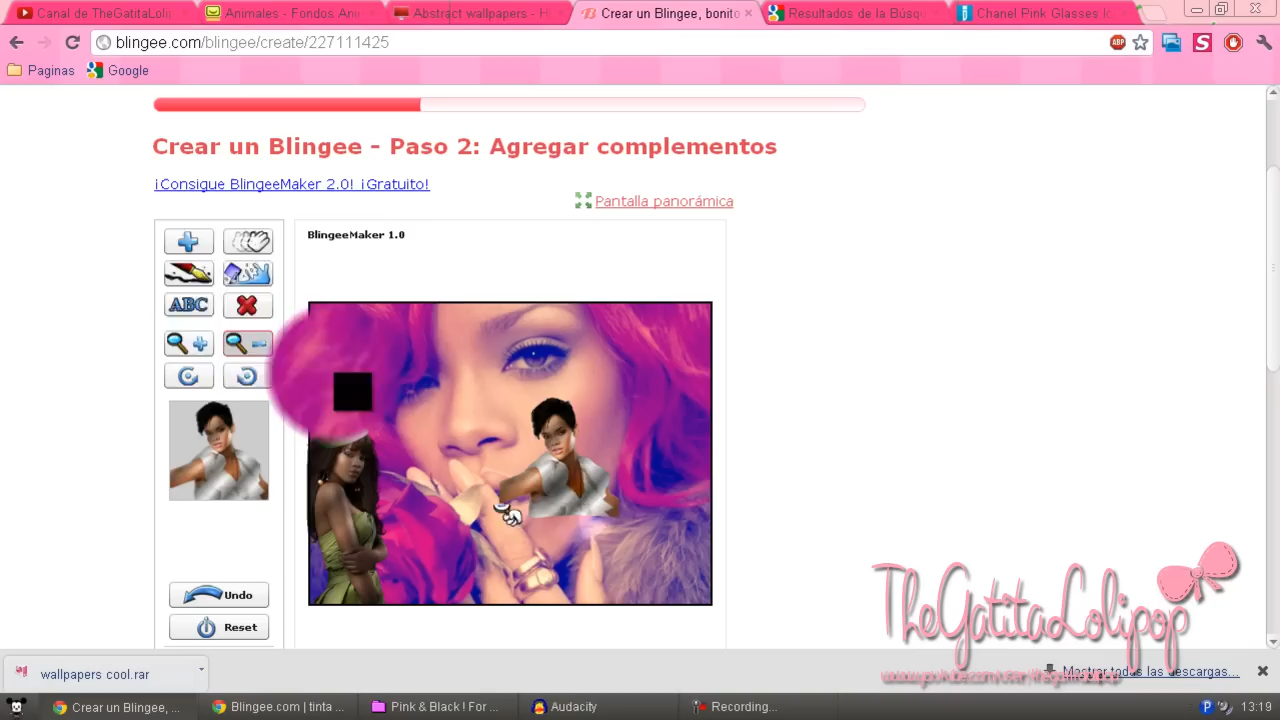 Canal de TheGatitaLolip
Animales - Fondos Ani
Abstract wallpapers - H
Crear un Blingee, bonito
Resultados de la Búsqu
Chanel Pink Glasses Ic
blingee.com/blingee/create/227111425
ABP
Paginas
Google
Crear un Blingee - Paso 2: Agregar complementos
¡Consigue BlingeeMaker 2.0! ¡Gratuito!
Pantalla panorámica
BlingeeMaker 1.0
ABC
Undo
Reset
TheGatitaLolipop
wallpapers cool.rar
Mostrar todas las descargas...
Crear un Blingee, ...
Blingee.com | tinta ...
Pink & Black ! For ...
Audacity
Recording...
13:19